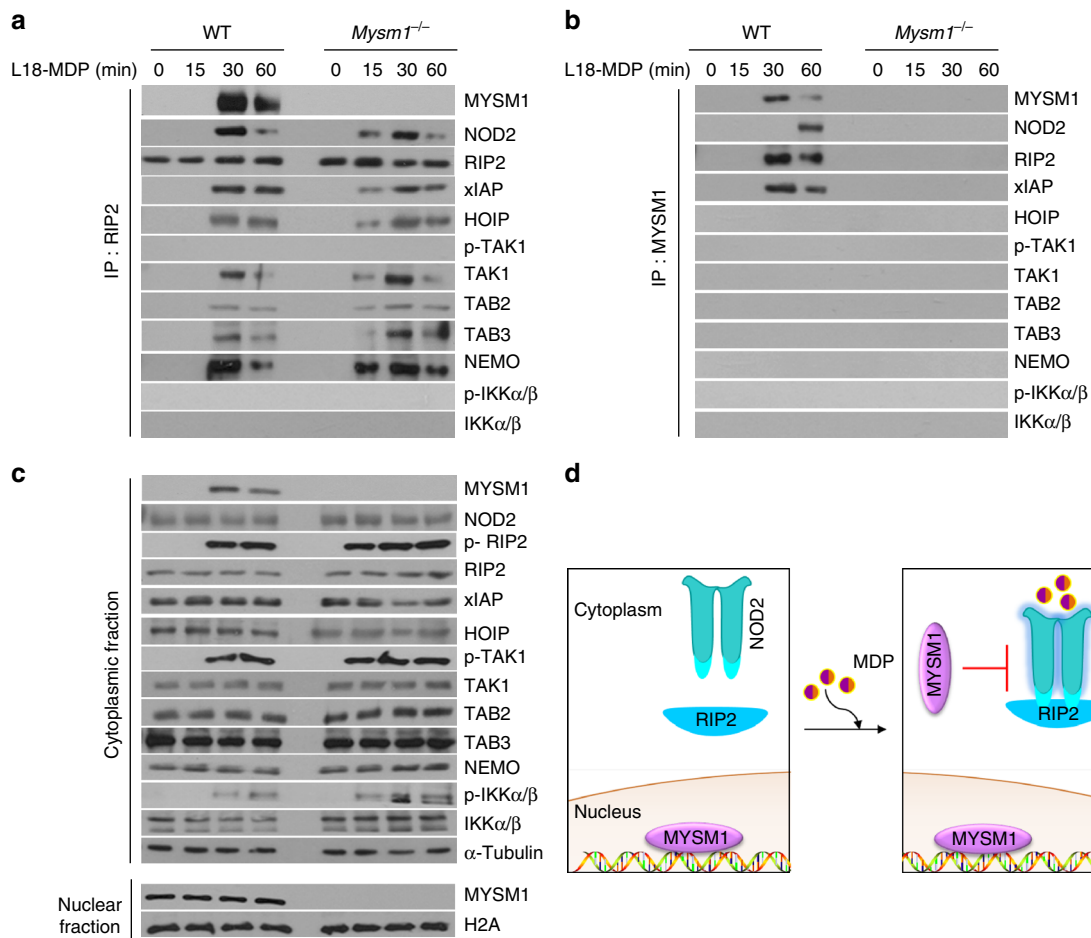 a
WT
Mysm1–/–
L18-MDP (min) 0 15 30 60 0 15 30 60
IP : RIP2
MYSM1
NOD2
RIP2
xIAP
HOIP
p-TAK1
TAK1
TAB2
TAB3
NEMO
p-IKKα/β
IKKα/β
b
WT
Mysm1–/–
L18-MDP (min) 0 15 30 60 0 15 30 60
IP : MYSM1
MYSM1
NOD2
RIP2
xIAP
HOIP
p-TAK1
TAK1
TAB2
TAB3
NEMO
p-IKKα/β
IKKα/β
c
Cytoplasmic fraction
MYSM1
NOD2
p- RIP2
RIP2
xIAP
HOIP
p-TAK1
TAK1
TAB2
TAB3
NEMO
p-IKKα/β
IKKα/β
α-Tubulin
Nuclear
fraction
MYSM1
H2A
d
Cytoplasm
NOD2
RIP2
Nucleus
MYSM1
MDP
MYSM1
RIP2
MYSM1